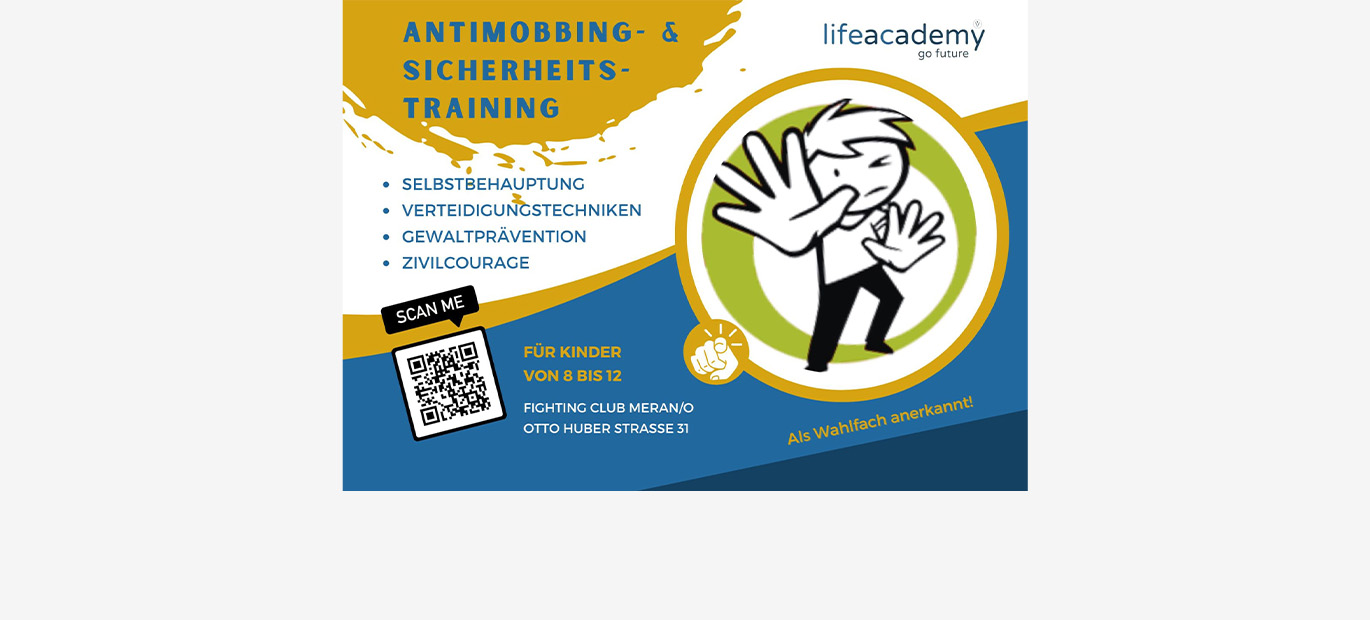 ANTIMOBBING- &
SICHERHEITS-
TRAINING
lifeacademy
go future
• SELBSTBEHAUPTUNG
• VERTEIDIGUNGSTECHNIKEN
• GEWALTPRÄVENTION
• ZIVILCOURAGE
SCAN ME
FÜR KINDER
VON 8 BIS 12
FIGHTING CLUB MERAN/O
OTTO HUBER STRASSE 31
Als Wahlfach anerkannt!